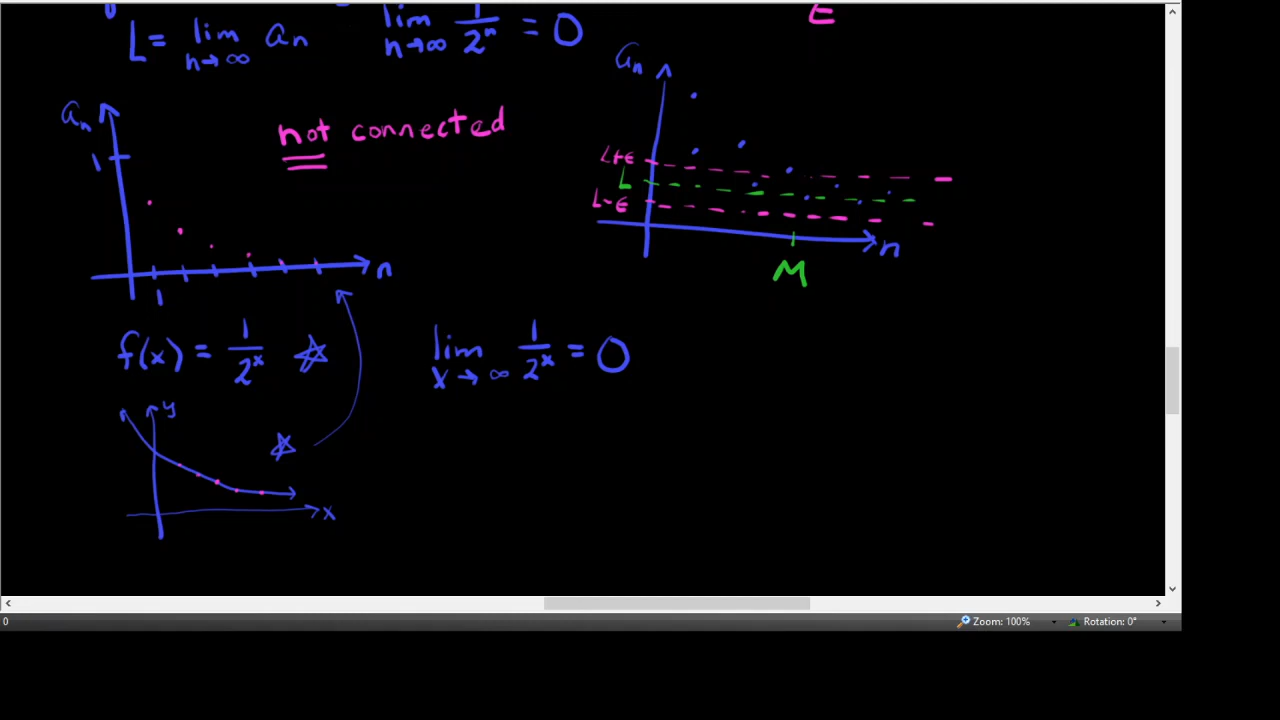 L = lim n→∞ an
lim n→∞ 1/2ⁿ = 0
ε
an
1
not connected
n
1
an
L+ε
L
L-ε
n
M
f(x) = 1/2ˣ ☆
lim x→∞ 1/2ˣ = 0
y
☆
x
0
Zoom: 100%
Rotation: 0°